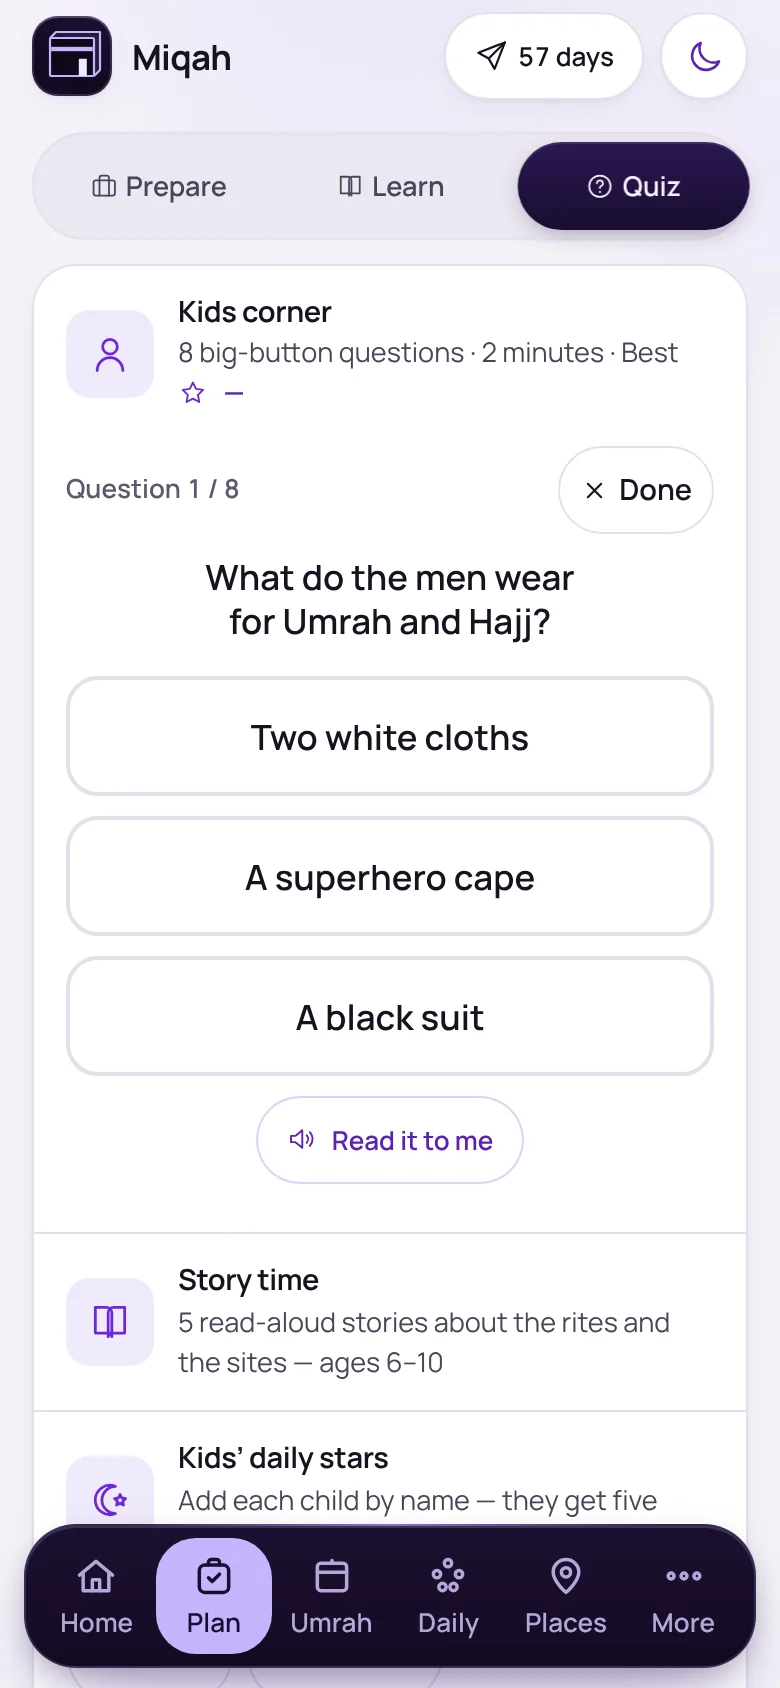 Miqah
57 days
Prepare
Learn
Quiz
Kids corner
8 big-button questions · 2 minutes · Best
—
Question 1 / 8
Done
What do the men wear
for Umrah and Hajj?
Two white cloths
A superhero cape
A black suit
Read it to me
Story time
5 read-aloud stories about the rites and
the sites — ages 6–10
Kids’ daily stars
Add each child by name — they get five
Home
Plan
Umrah
Daily
Places
More